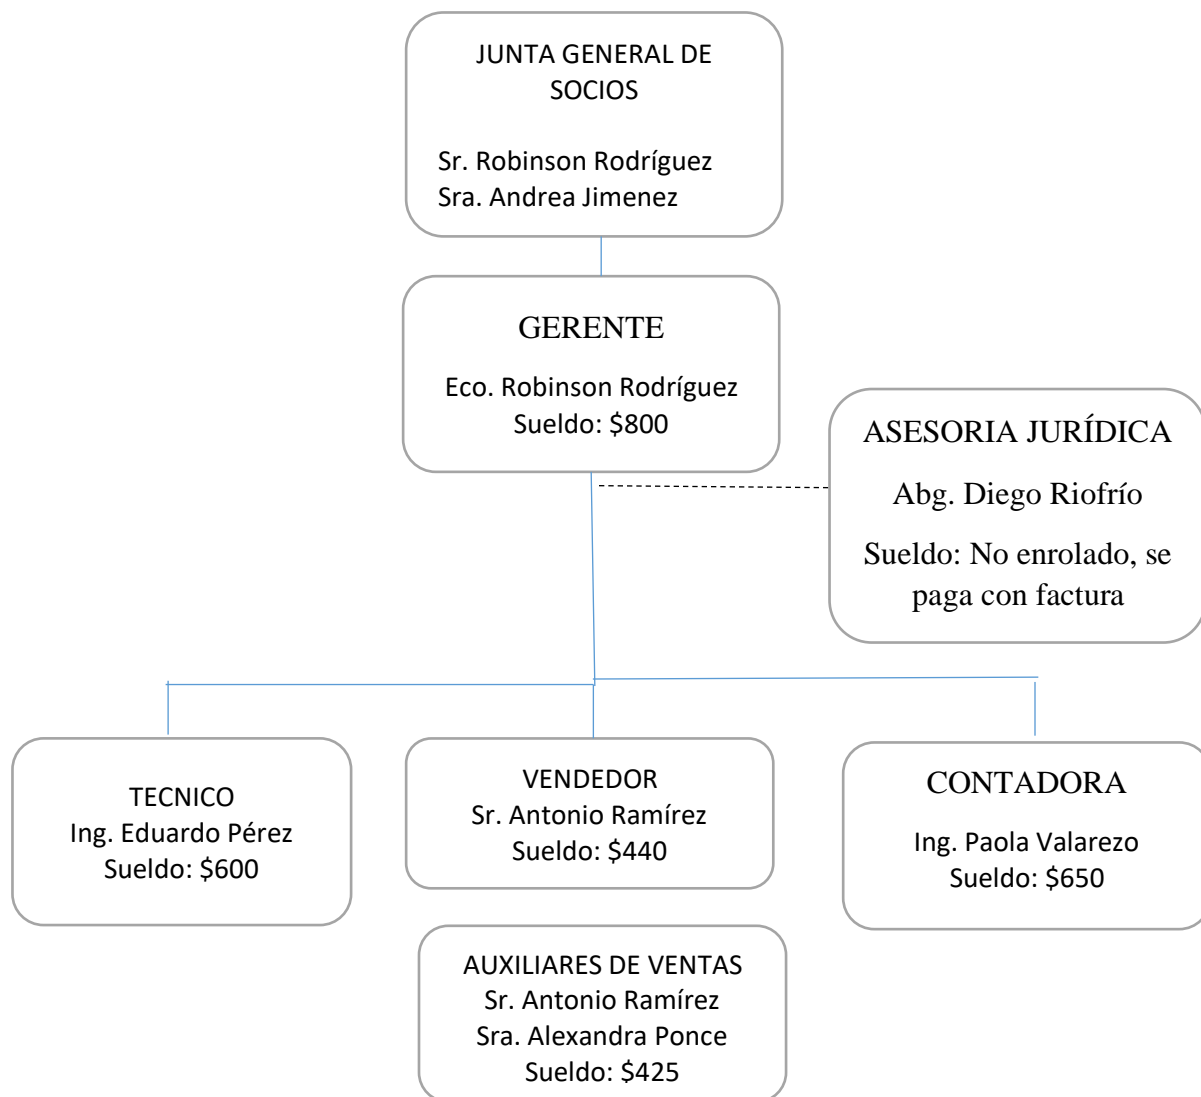 JUNTA GENERAL DE
SOCIOS
Sr. Robinson Rodríguez
Sra. Andrea Jimenez
GERENTE
Eco. Robinson Rodríguez
Sueldo: $800
ASESORIA JURÍDICA
Abg. Diego Riofrío
Sueldo: No enrolado, se
paga con factura
TECNICO
Ing. Eduardo Pérez
Sueldo: $600
VENDEDOR
Sr. Antonio Ramírez
Sueldo: $440
CONTADORA
Ing. Paola Valarezo
Sueldo: $650
AUXILIARES DE VENTAS
Sr. Antonio Ramírez
Sra. Alexandra Ponce
Sueldo: $425